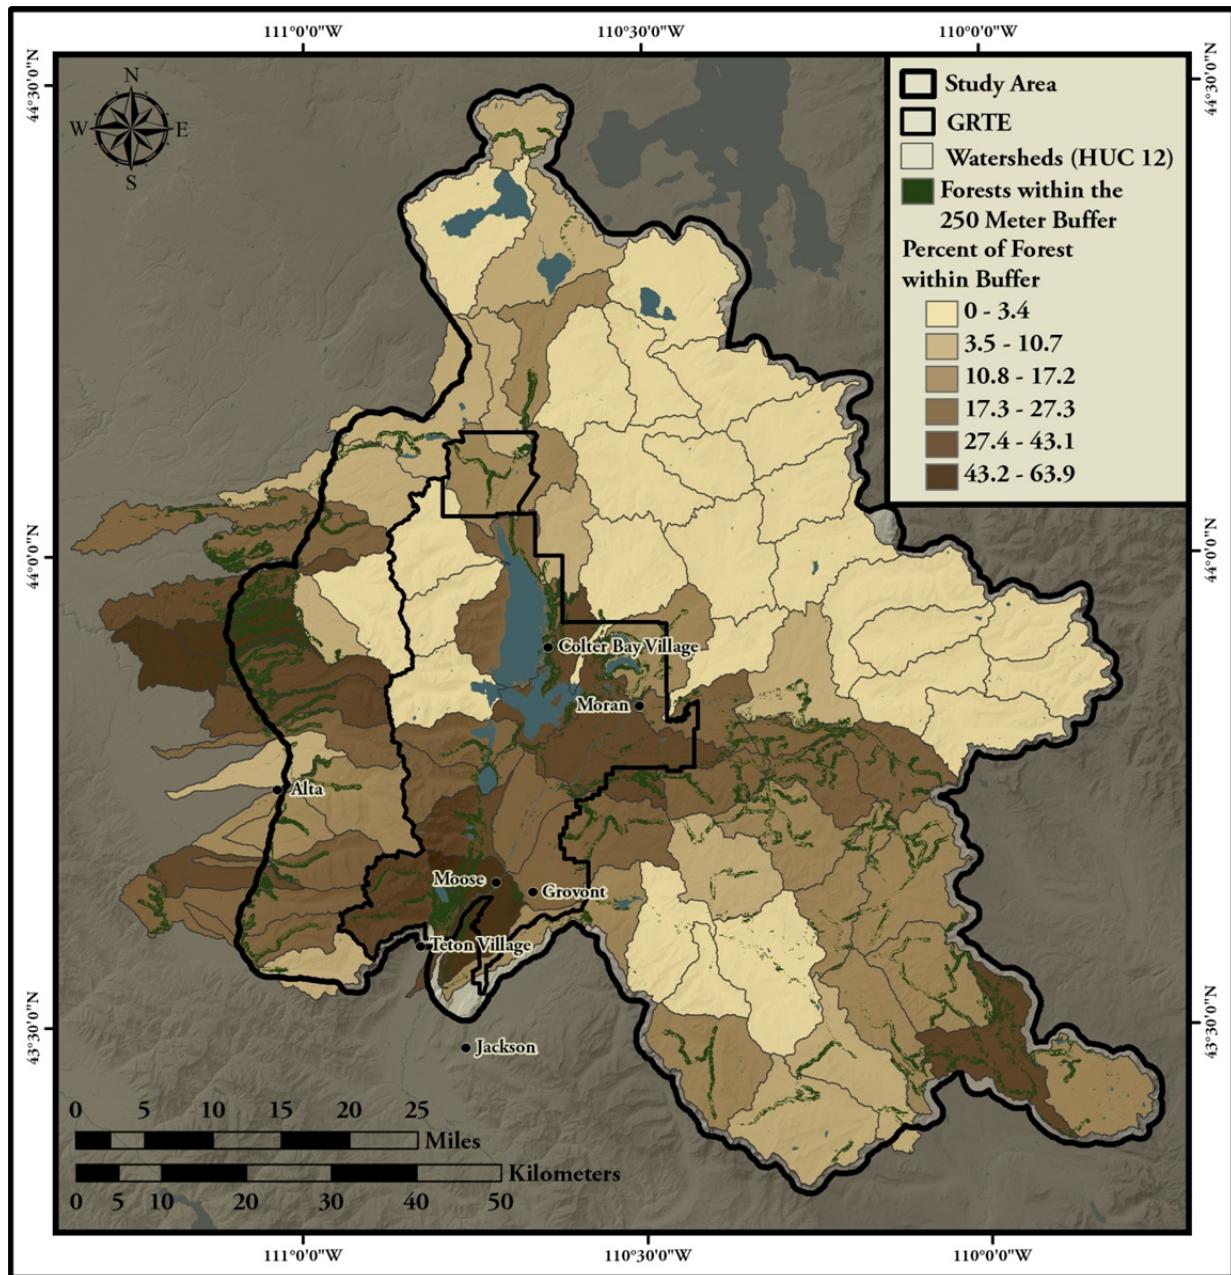 111°0'0"W
110°30'0"W
110°0'0"W
44°30'0"N
44°30'0"N
N
W
E
S
Study Area
GRTE
Watersheds (HUC 12)
Forests within the
250 Meter Buffer
Percent of Forest
within Buffer
0 - 3.4
3.5 - 10.7
10.8 - 17.2
17.3 - 27.3
27.4 - 43.1
43.2 - 63.9
44°0'0"N
44°0'0"N
Colter Bay Village
Moran
Alta
Moose
Grovont
Teton Village
43°30'0"N
43°30'0"N
Jackson
0 5 10 15 20 25
Miles
Kilometers
0 5 10 20 30 40 50
111°0'0"W
110°30'0"W
110°0'0"W